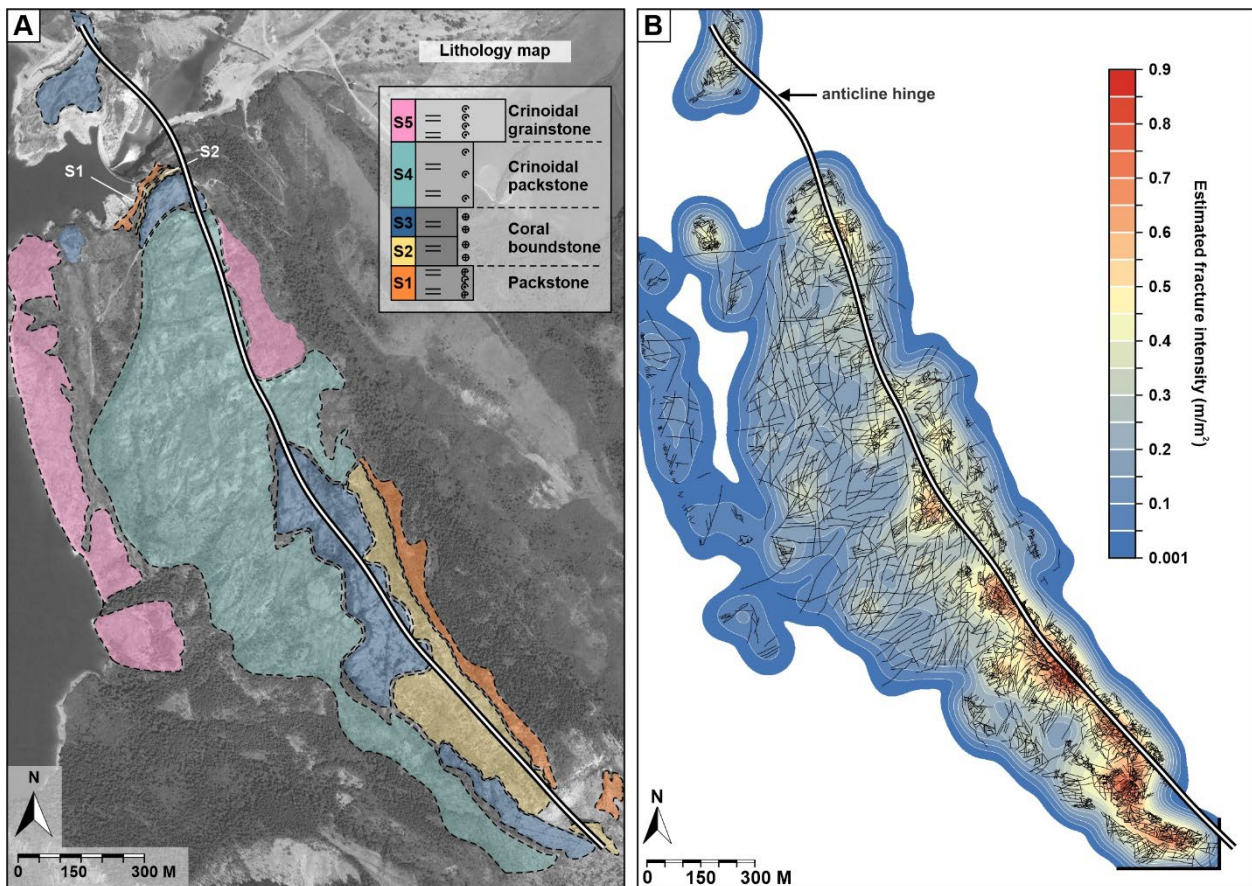 A
Lithology map
S5
Crinoidal
grainstone
S4
Crinoidal
packstone
S3
S2
Coral
boundstone
S1
Packstone
S2
S1
N
0 150 300 M
B
anticline hinge
0.9
0.8
0.7
0.6
0.5
0.4
0.3
0.2
0.1
0.001
Estimated fracture intensity (m/m²)
N
0 150 300 M